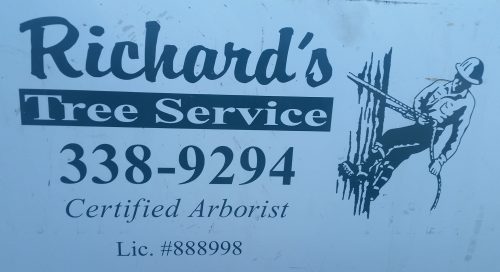 Richard's
Tree Service
338-9294
Certified Arborist
Lic. #888998